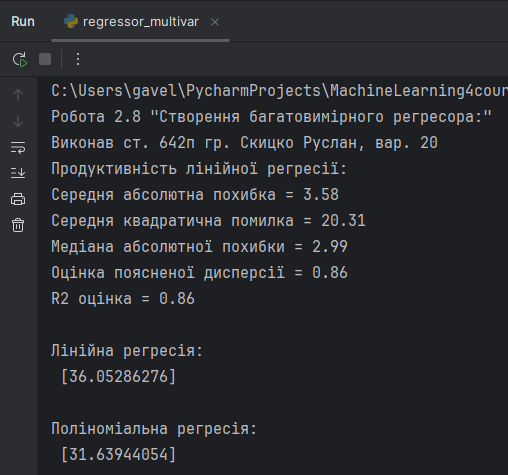 Run regressor_multivar
C:\Users\gavel\PycharmProjects\MachineLearning4cour
Робота 2.8 "Створення багатовимірного регресора:"
Виконав ст. 642п гр. Скицко Руслан, вар. 20
Продуктивність лінійної регресії:
Середня абсолютна похибка = 3.58
Середня квадратична помилка = 20.31
Медіана абсолютної похибки = 2.99
Оцінка поясненої дисперсії = 0.86
R2 оцінка = 0.86
Лінійна регресія:
[36.05286276]
Поліноміальна регресія:
[31.63944054]